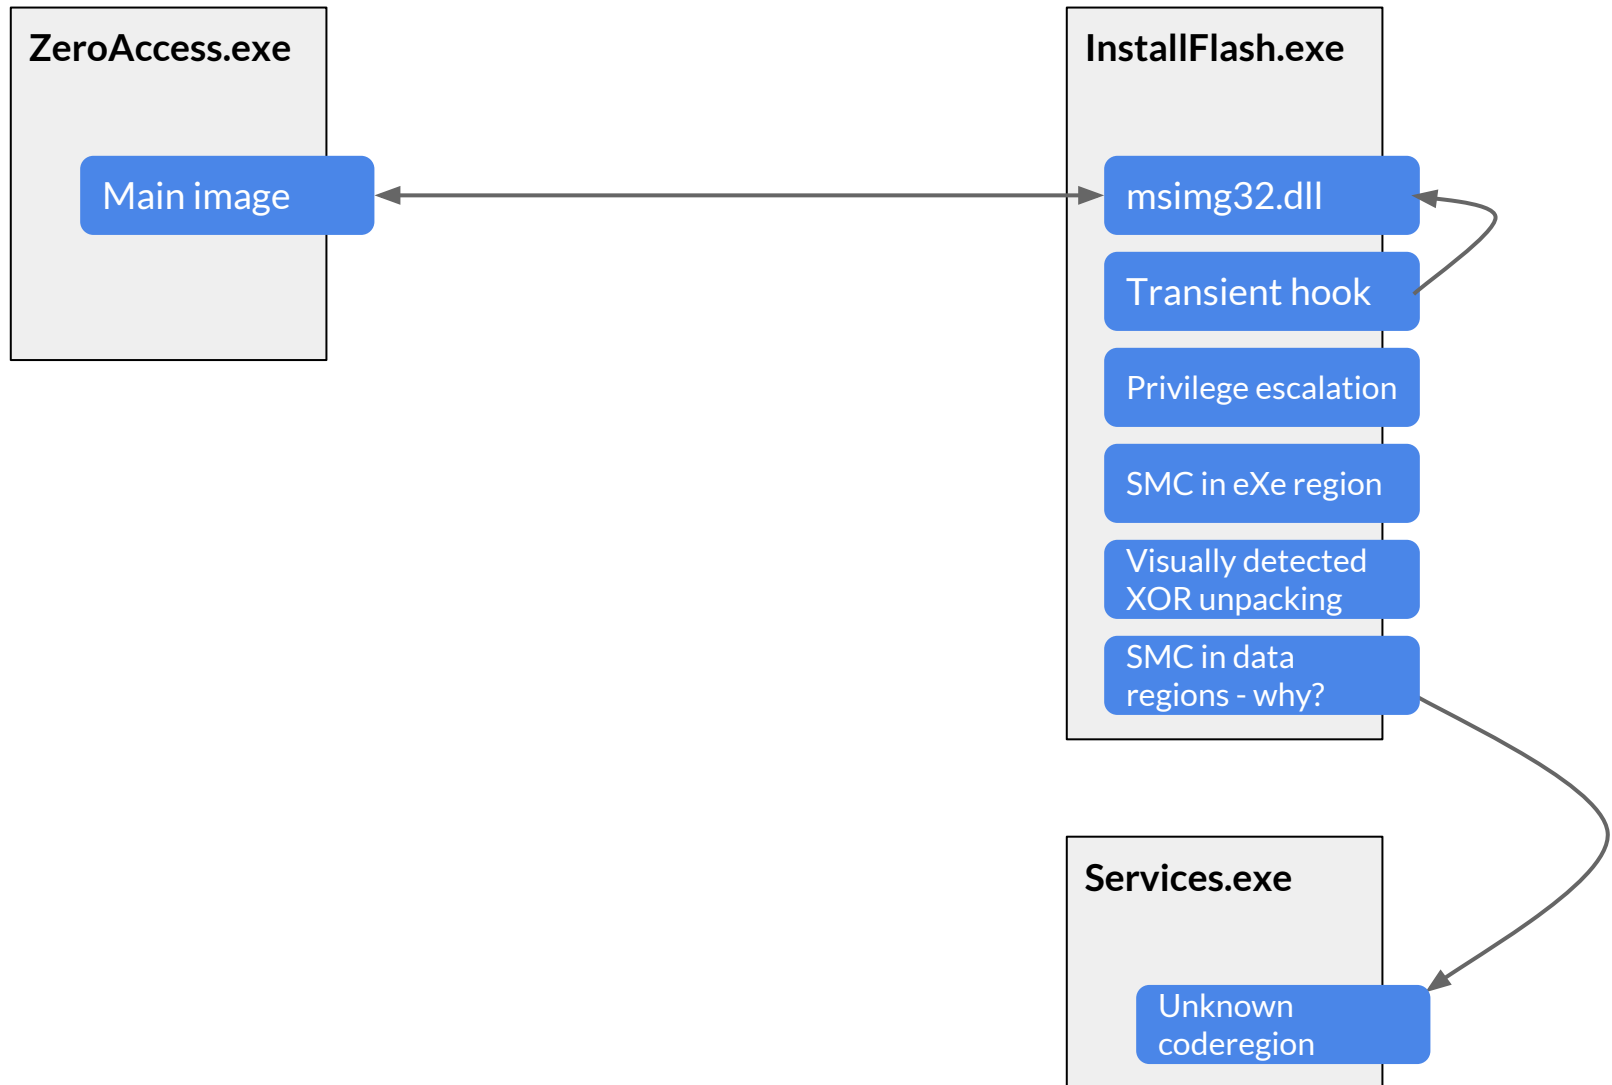 ZeroAccess.exe
Main image
InstallFlash.exe
msimg32.dll
Transient hook
Privilege escalation
SMC in eXe region
Visually detected
XOR unpacking
SMC in data
regions - why?
Services.exe
Unknown
coderegion